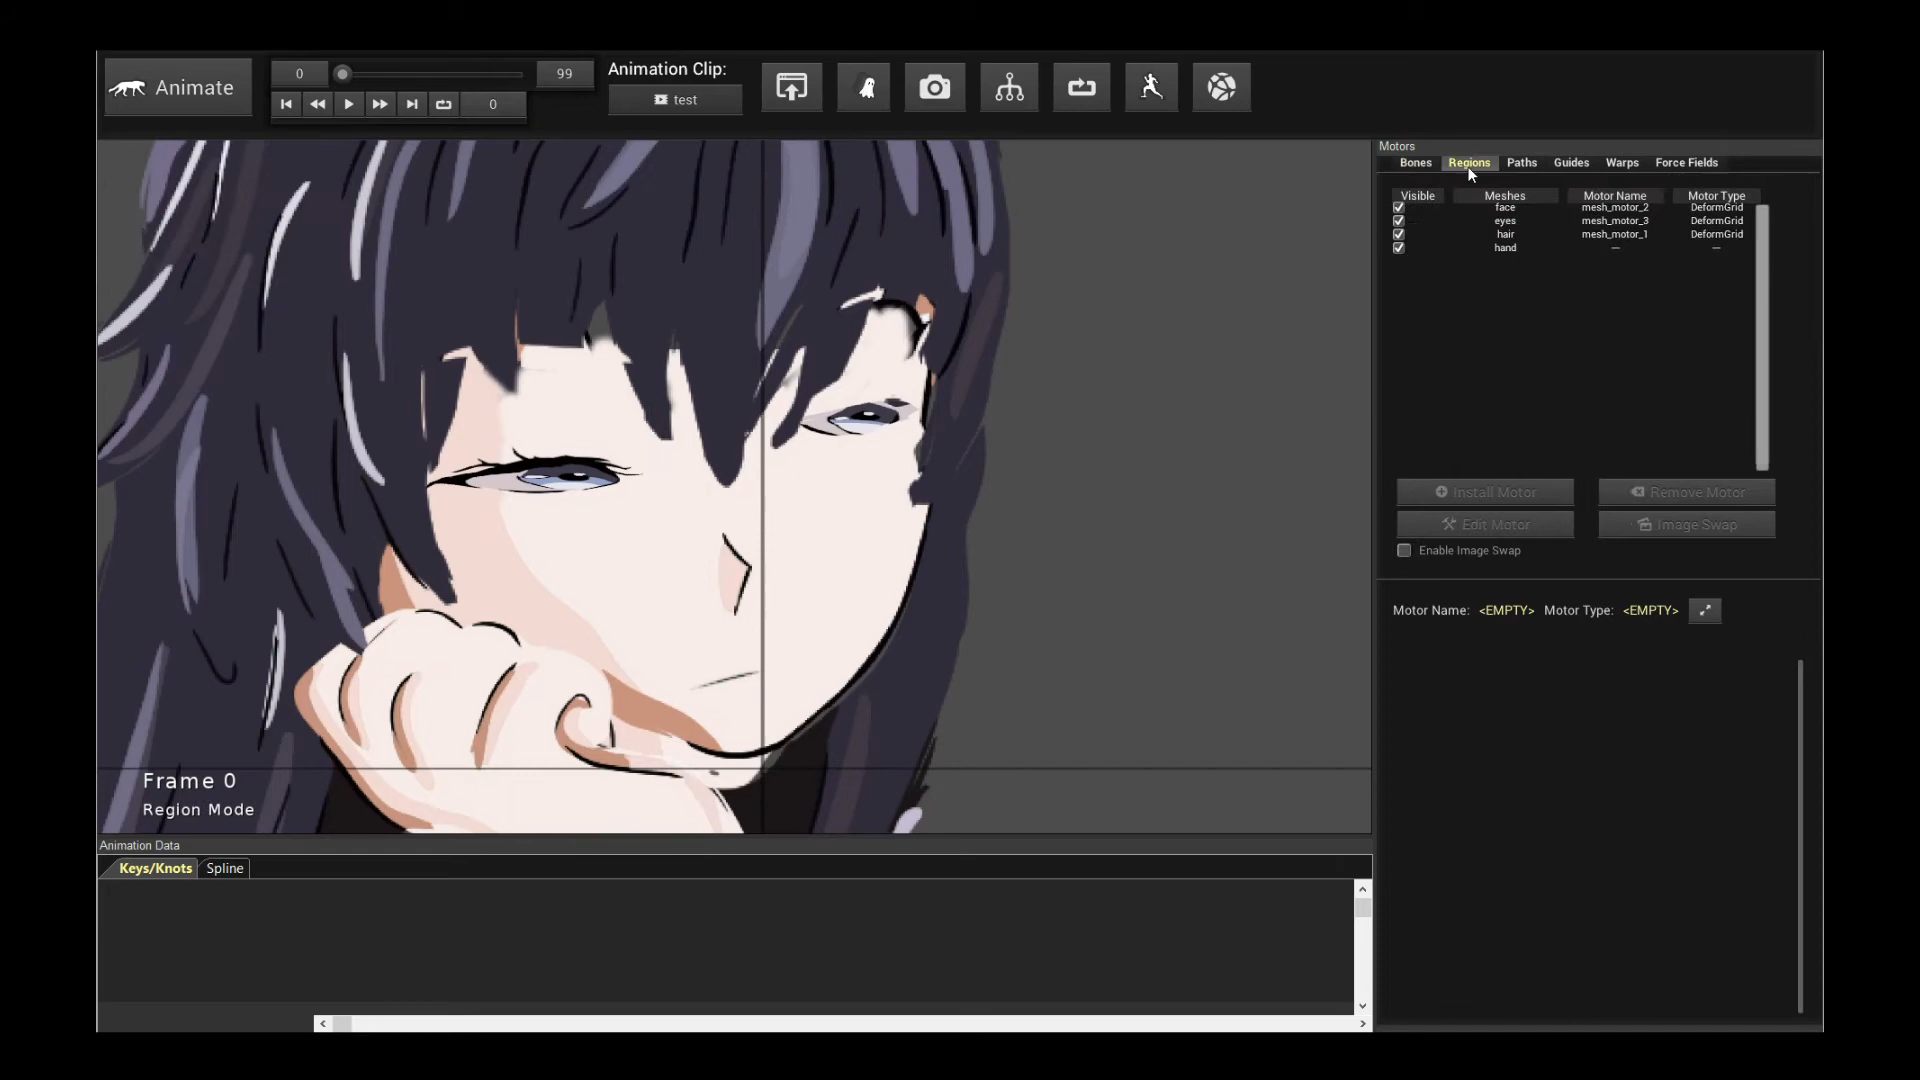 Animate
0
99
0
Animation Clip:
test
Motors
Bones Regions Paths Guides Warps Force Fields
Visible Meshes Motor Name Motor Type
face mesh_motor_2 DeformGrid
eyes mesh_motor_3 DeformGrid
hair mesh_motor_1 DeformGrid
hand — —
Install Motor Remove Motor
Edit Motor Image Swap
Enable Image Swap
Motor Name: <EMPTY> Motor Type: <EMPTY>
Frame 0
Region Mode
Animation Data
Keys/Knots Spline